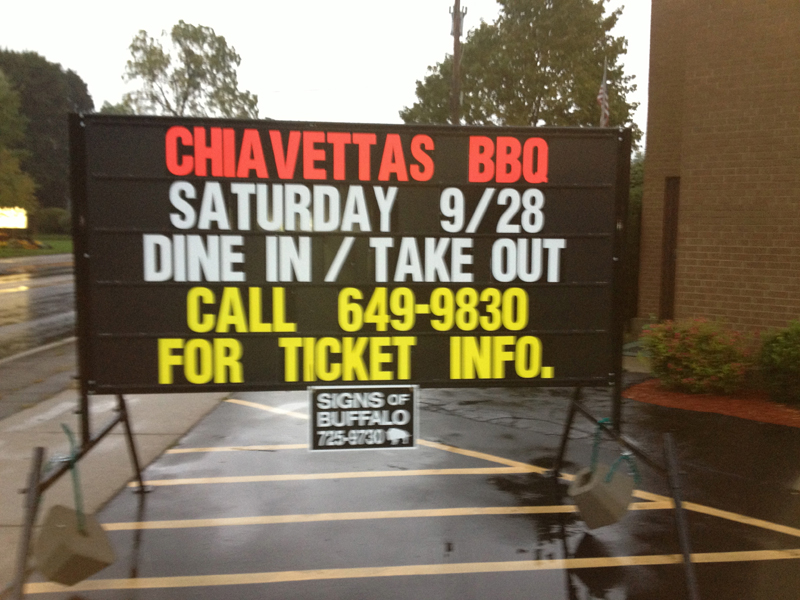 CHIAVETTAS BBQ
SATURDAY 9/28
DINE IN / TAKE OUT
CALL 649-9830
FOR TICKET INFO.
SIGNS OF
BUFFALO
725-9730